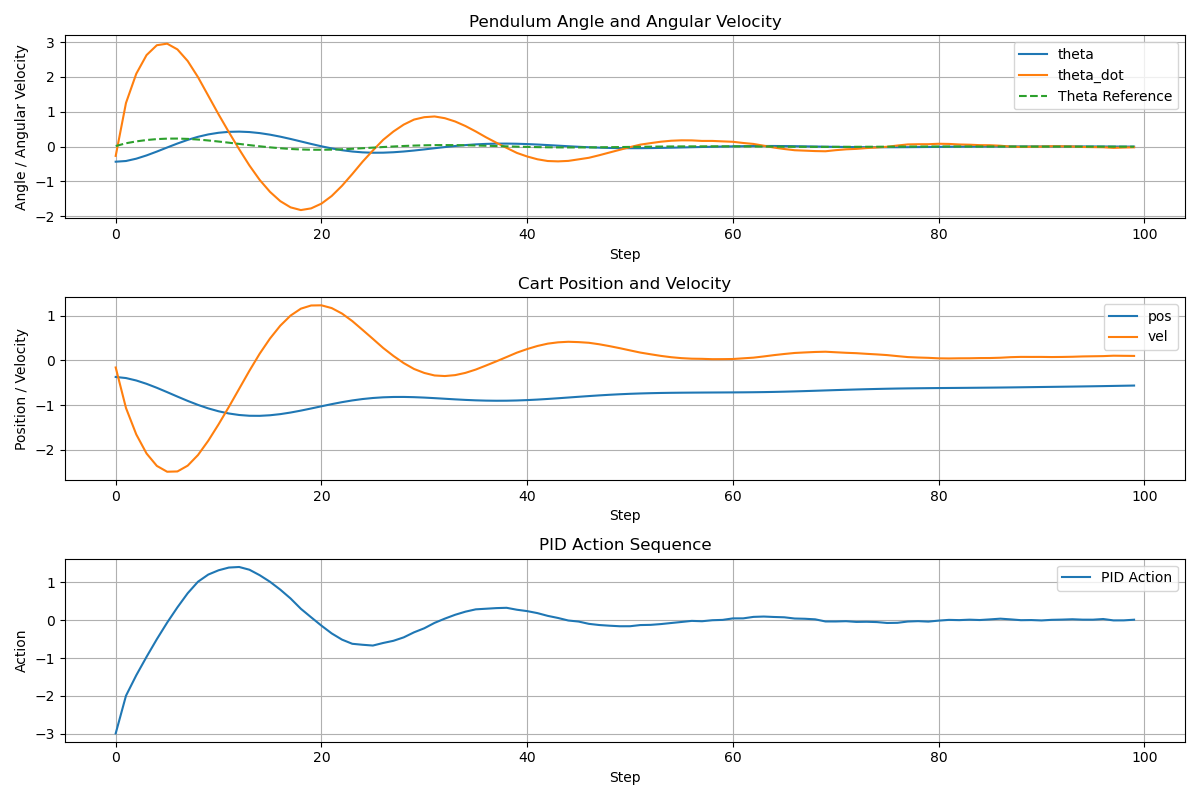 Pendulum Angle and Angular Velocity
Angle / Angular Velocity
3
2
1
0
−1
−2
theta
theta_dot
Theta Reference
0 20 40 60 80 100
Step
Cart Position and Velocity
Position / Velocity
1
0
−1
−2
pos
vel
0 20 40 60 80 100
Step
PID Action Sequence
Action
1
0
−1
−2
−3
PID Action
0 20 40 60 80 100
Step